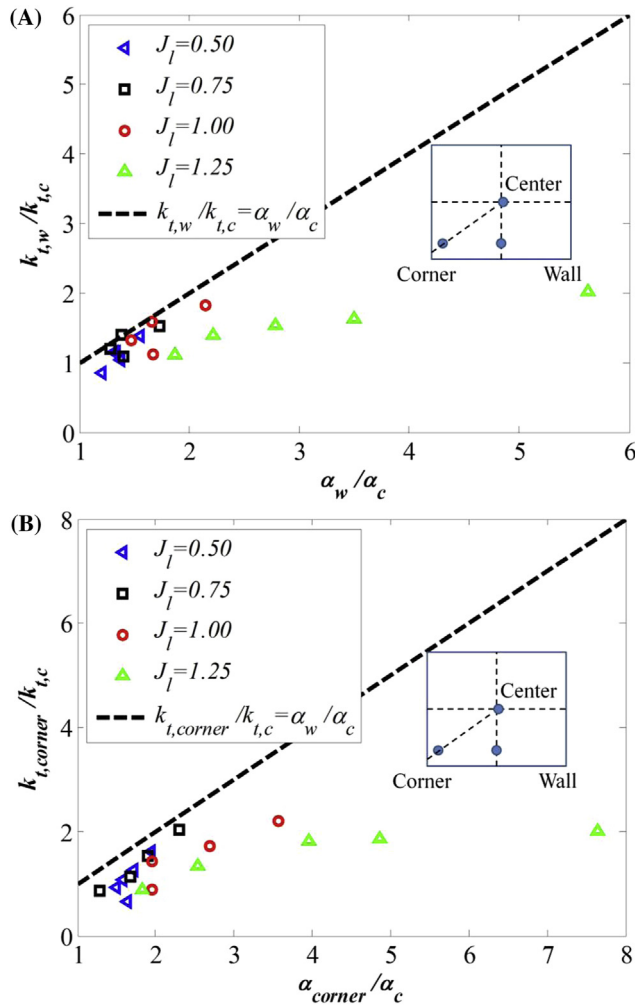 (A)
6
5
4
3
2
1
0
k_{t,w}/k_{t,c}
J_l=0.50
J_l=0.75
J_l=1.00
J_l=1.25
k_{t,w}/k_{t,c}=α_w/α_c
Center
Corner Wall
1 2 3 4 5 6
α_w/α_c
(B)
8
6
4
2
0
k_{t,corner}/k_{t,c}
J_l=0.50
J_l=0.75
J_l=1.00
J_l=1.25
k_{t,corner}/k_{t,c}=α_w/α_c
Center
Corner Wall
1 2 3 4 5 6 7 8
α_{corner}/α_c